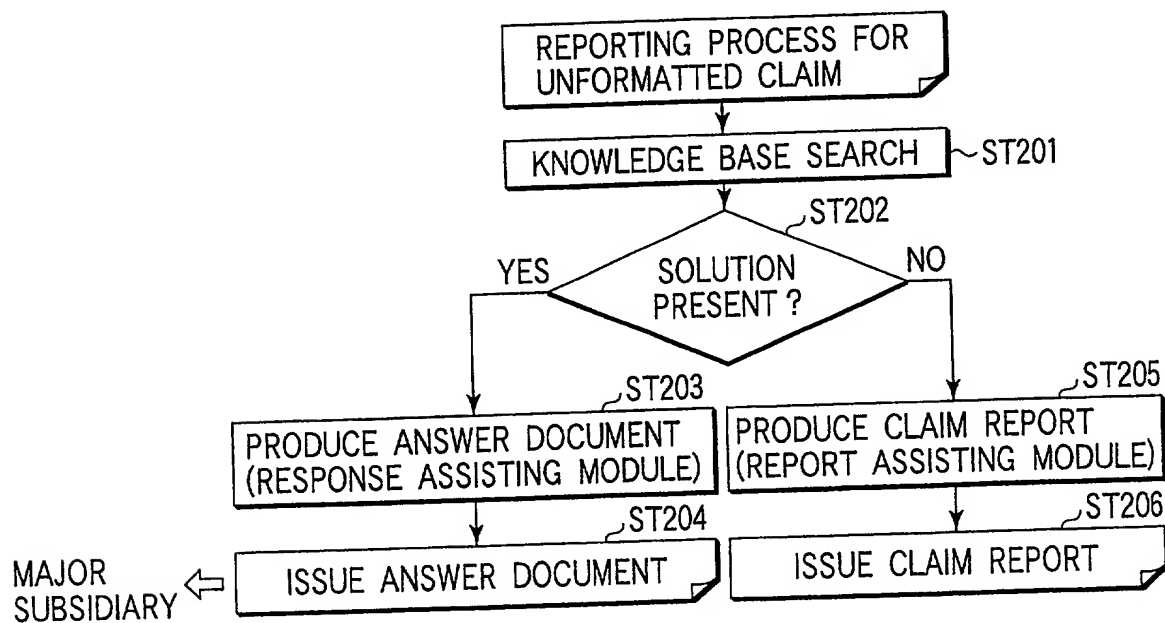 REPORTING PROCESS FOR
UNFORMATTED CLAIM
KNOWLEDGE BASE SEARCH
ST201
ST202
YES
SOLUTION
PRESENT ?
NO
ST203
PRODUCE ANSWER DOCUMENT
(RESPONSE ASSISTING MODULE)
ST205
PRODUCE CLAIM REPORT
(REPORT ASSISTING MODULE)
ST204
ISSUE ANSWER DOCUMENT
ST206
ISSUE CLAIM REPORT
MAJOR
SUBSIDIARY